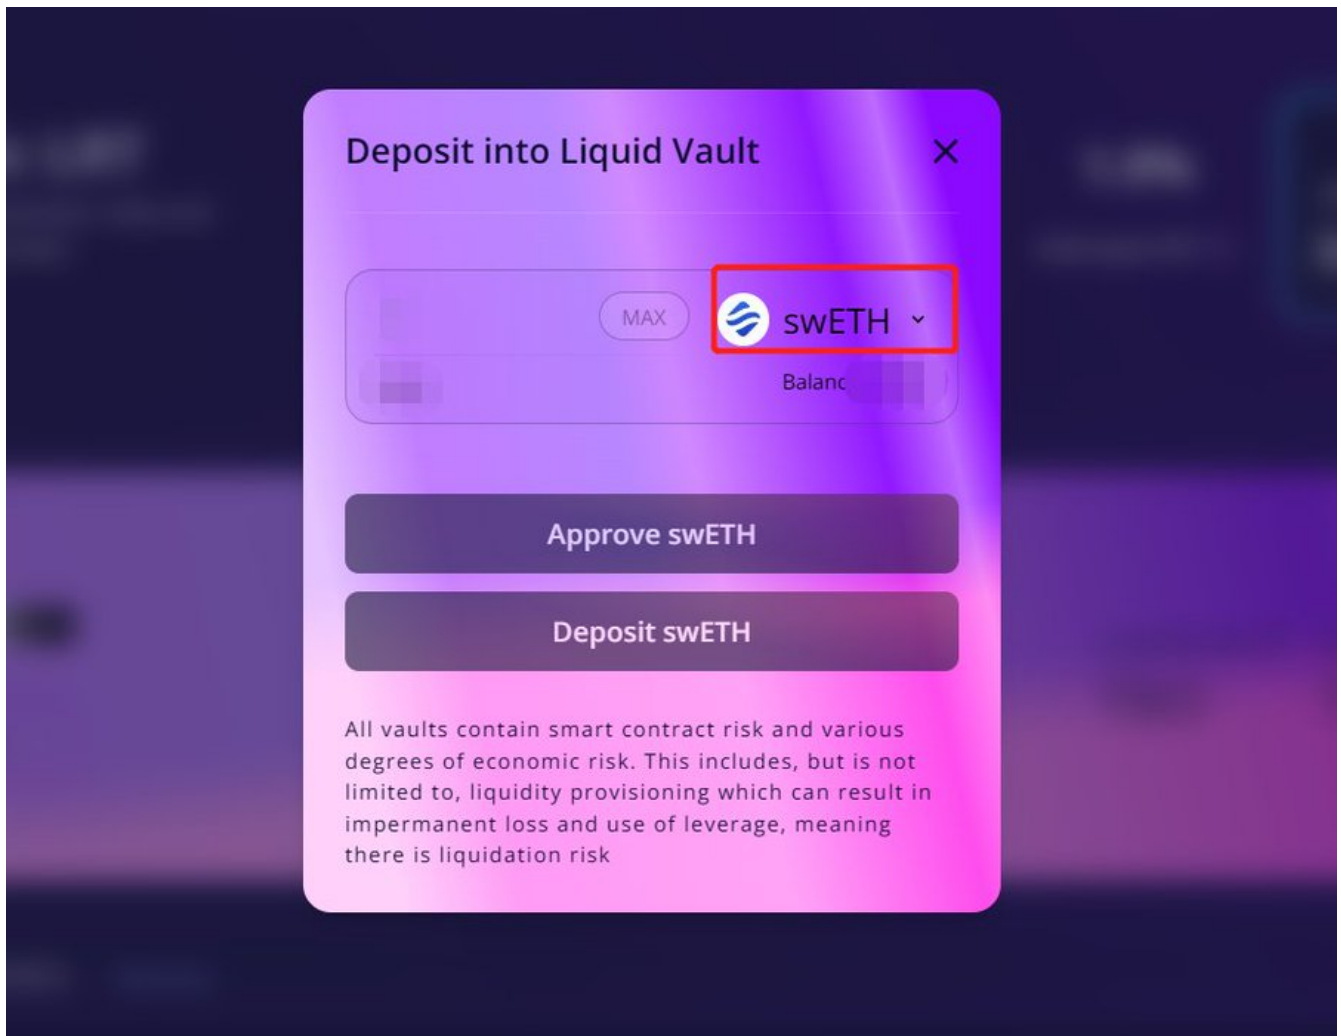 Deposit into Liquid Vault
MAX
swETH
Approve swETH
Deposit swETH
All vaults contain smart contract risk and various
degrees of economic risk. This includes, but is not
limited to, liquidity provisioning which can result in
impermanent loss and use of leverage, meaning
there is liquidation risk